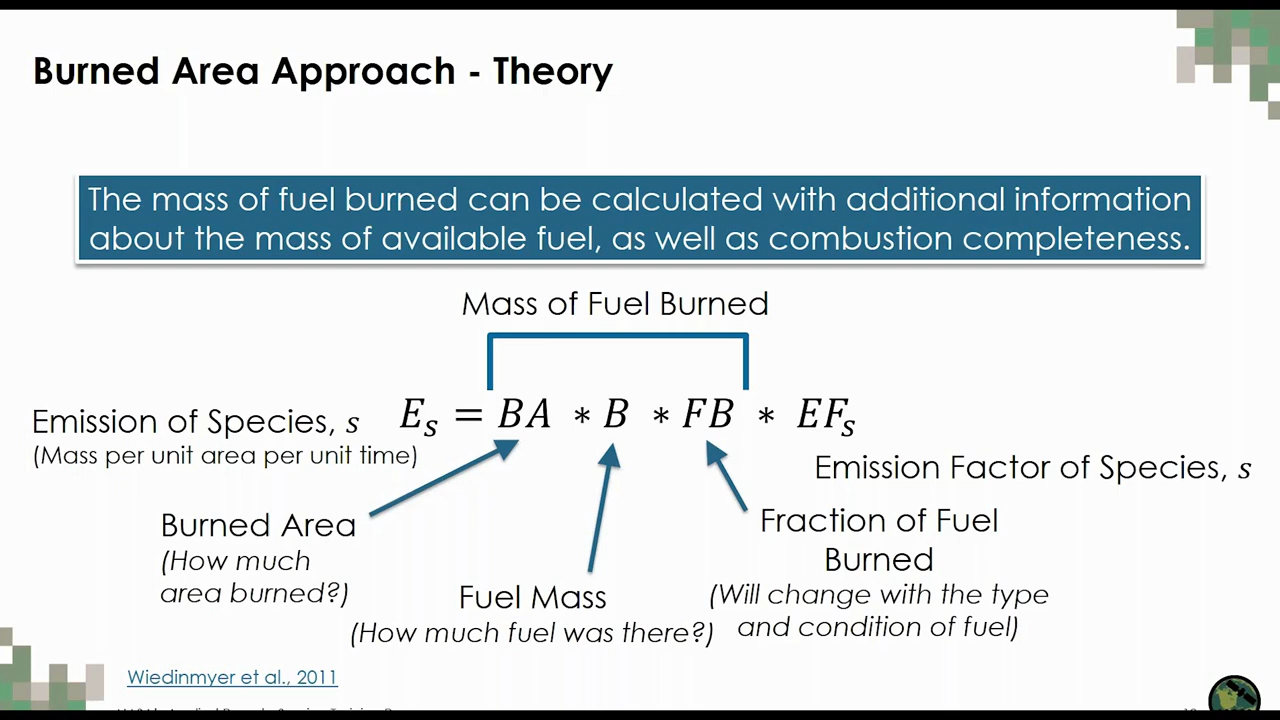 Burned Area Approach - Theory
The mass of fuel burned can be calculated with additional information
about the mass of available fuel, as well as combustion completeness.
Mass of Fuel Burned
Emission of Species, s
(Mass per unit area per unit time)
E_s = BA * B * FB * EF_s
Emission Factor of Species, s
Burned Area
(How much
area burned?)
Fuel Mass
(How much fuel was there?)
Fraction of Fuel
Burned
(Will change with the type
and condition of fuel)
Wiedinmyer et al., 2011